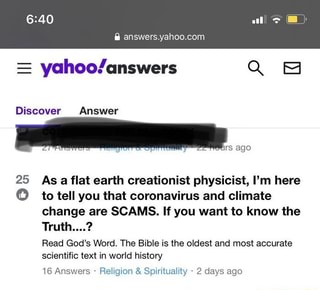 6:40
answers.yahoo.com
yahoo!answers
Discover Answer
27 Answers Religion & Spirituality 22 hours ago
25 As a flat earth creationist physicist, I'm here
to tell you that coronavirus and climate
change are SCAMS. If you want to know the
Truth....?
Read God's Word. The Bible is the oldest and most accurate
scientific text in world history
16 Answers · Religion & Spirituality · 2 days ago